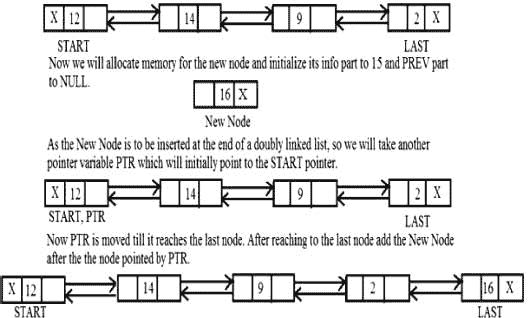 X 12 14 9 2 X
START LAST
Now we will allocate memory for the new node and initialize its info part to 15 and PREV part
to NULL.
16 X
New Node
As the New Node is to be inserted at the end of a doubly linked list, so we will take another
pointer variable PTR which will initially point to the START pointer.
X 12 14 9 2 X
START, PTR LAST
Now PTR is moved till it reaches the last node. After reaching to the last node add the New Node
after the the node pointed by PTR.
X 12 14 9 2 16 X
START LAST